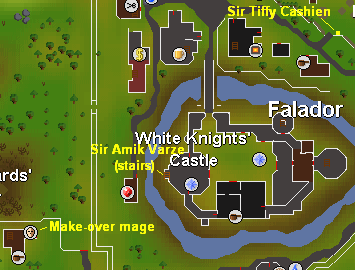 Sir Tiffy Cashien
Falador
White Knights'
Castle
Sir Amik Varze
(stairs)
ards'
Make-over mage